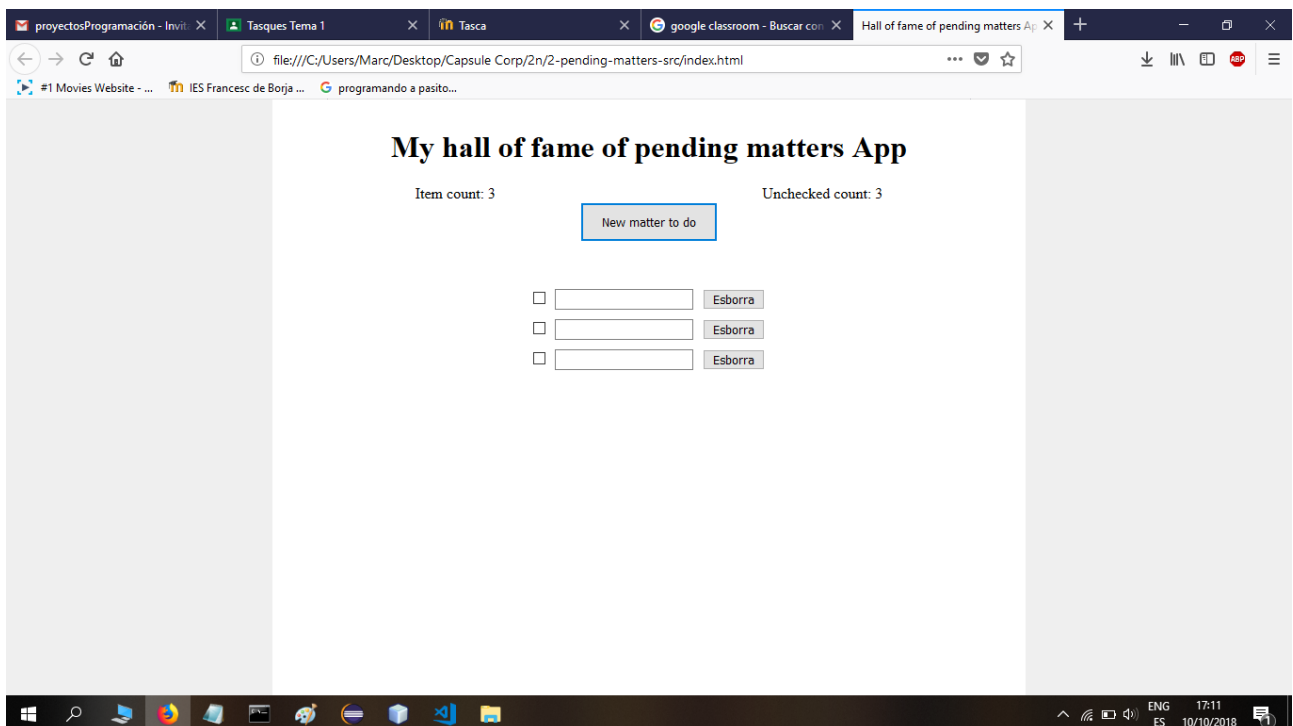 proyectosProgramación - Invit
Tasques Tema 1
Tasca
google classroom - Buscar con
Hall of fame of pending matters Ap
file:///C:/Users/Marc/Desktop/Capsule Corp/2n/2-pending-matters-src/index.html
ABP
#1 Movies Website - ...
IES Francesc de Borja ...
programando a pasito...
My hall of fame of pending matters App
Item count: 3
Unchecked count: 3
New matter to do
Esborra
Esborra
Esborra
ENG
17:11
ES
10/10/2018